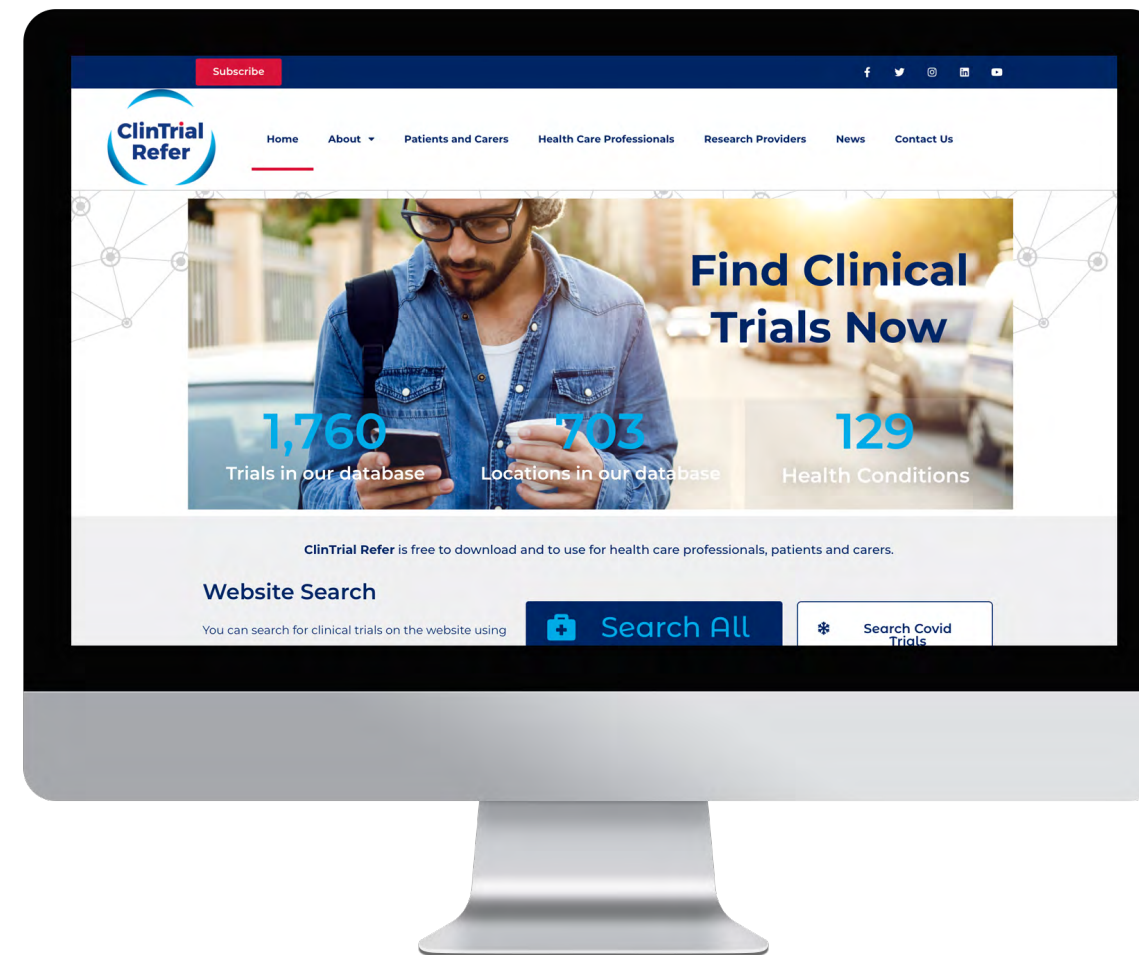 Subscribe
ClinTrial
Refer
Home About Patients and Carers Health Care Professionals Research Providers News Contact Us
Find Clinical
Trials Now
1,760 703 129
Trials in our database Locations in our database Health Conditions
ClinTrial Refer is free to download and to use for health care professionals, patients and carers.
Website Search
You can search for clinical trials on the website using
Search All
Search Covid
Trials